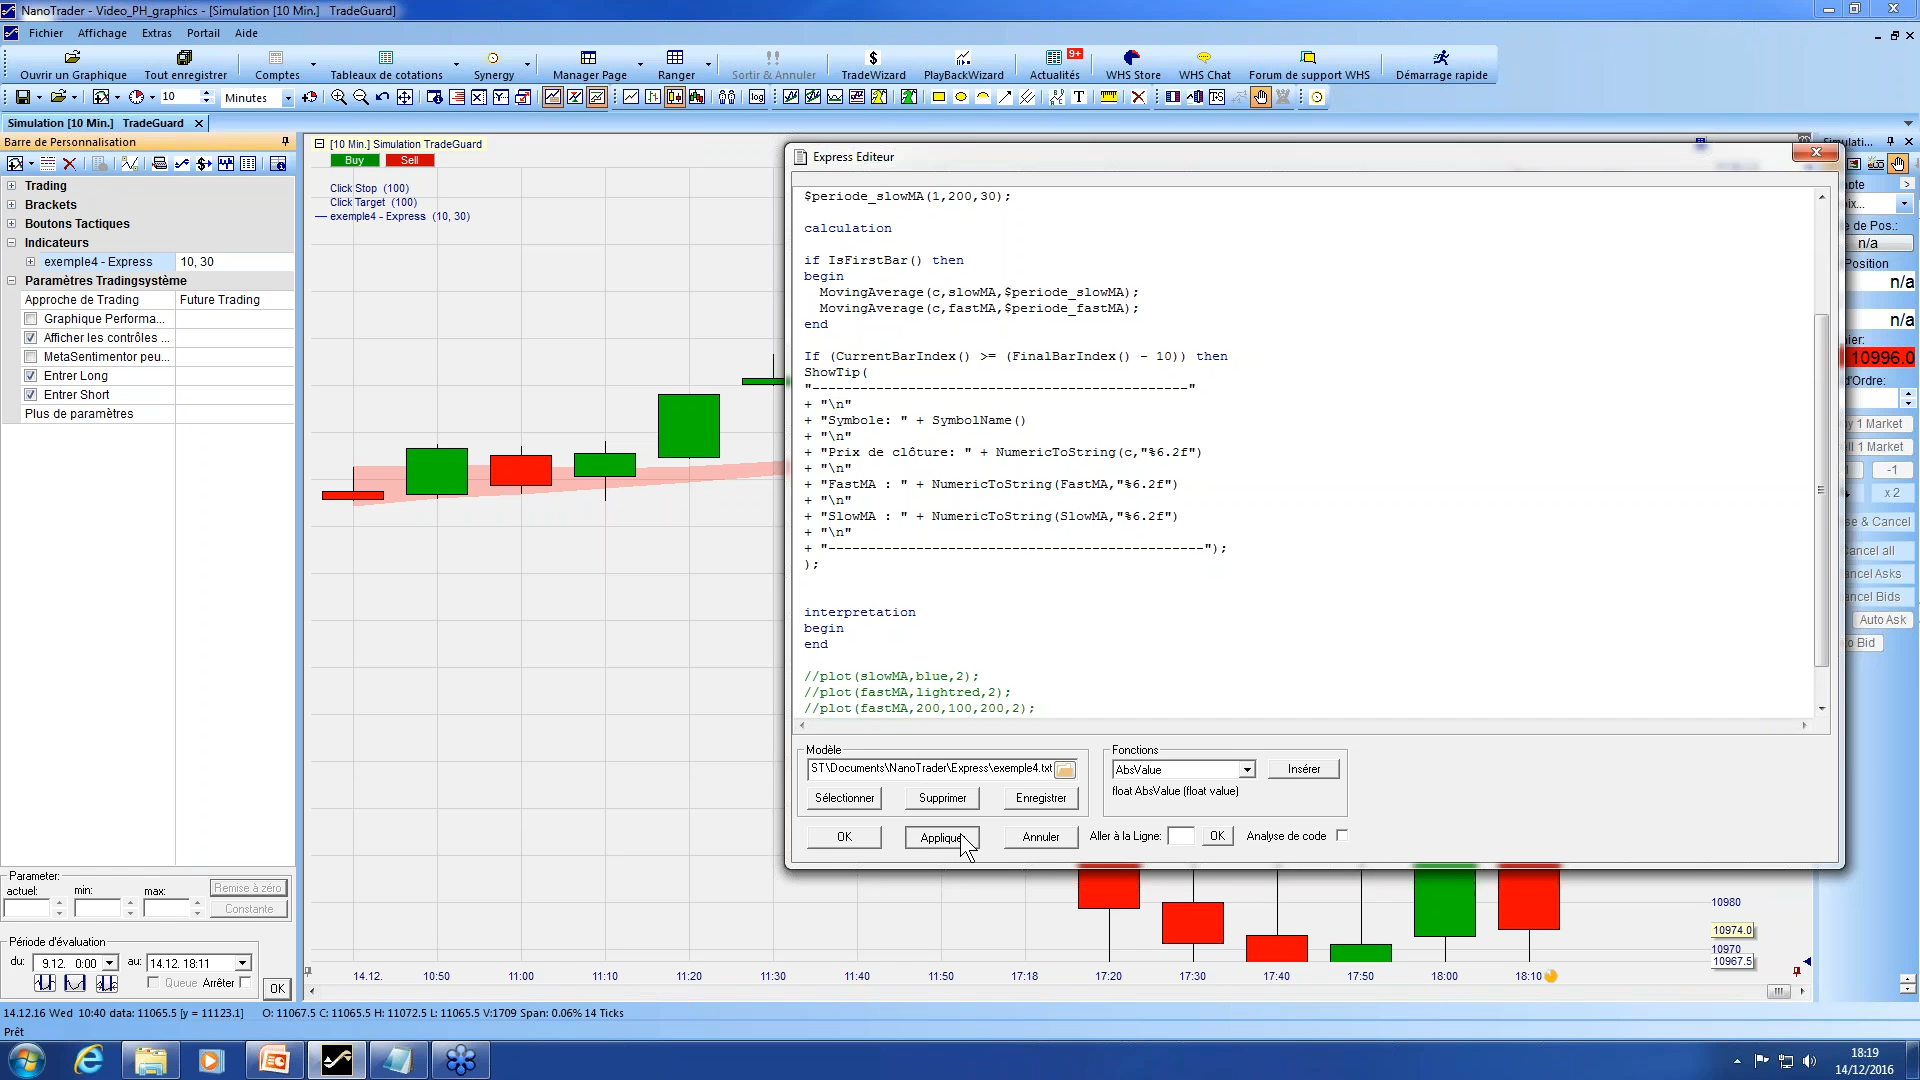 NanoTrader - Video_PH_graphics - [Simulation [10 Min.]   TradeGuard]
Fichier Affichage Extras Portail Aide
Ouvrir un Graphique Tout enregistrer Comptes Tableaux de cotations Synergy Manager Page Ranger Sortir & Annuler TradeWizard PlayBackWizard Actualités 9+ WHS Store WHS Chat Forum de support WHS Démarrage rapide
10 Minutes
Simulation [10 Min.]   TradeGuard
Barre de Personnalisation
Trading
Brackets
Boutons Tactiques
Indicateurs
exemple4 - Express 10, 30
Paramètres Tradingsystème
Approche de Trading Future Trading
Graphique Performa...
Afficher les contrôles ...
MetaSentimentor peu...
Entrer Long
Entrer Short
Plus de paramètres
Parameter:
actuel: min: max: Remise à zéro
Constante
Période d'évaluation
du: 9.12. 0:00 au: 14.12. 18:11
Queue Arrêter OK
[10 Min.] Simulation TradeGuard
Buy Sell
Click Stop (100)
Click Target (100)
exemple4 - Express (10, 30)
Express Editeur
$periode_slowMA(1,200,30);
calculation
if IsFirstBar() then
begin
MovingAverage(c,slowMA,$periode_slowMA);
MovingAverage(c,fastMA,$periode_fastMA);
end
If (CurrentBarIndex() >= (FinalBarIndex() - 10)) then
ShowTip(
"-----------------------------------------------"
+ "\n"
+ "Symbole: " + SymbolName()
+ "\n"
+ "Prix de clôture: " + NumericToString(c,"%6.2f")
+ "\n"
+ "FastMA : " + NumericToString(FastMA,"%6.2f")
+ "\n"
+ "SlowMA : " + NumericToString(SlowMA,"%6.2f")
+ "\n"
+ "-----------------------------------------------");
);
interpretation
begin
end
//plot(slowMA,blue,2);
//plot(fastMA,lightred,2);
//plot(fastMA,200,100,200,2);
Modèle
ST\Documents\NanoTrader\Express\exemple4.txt
Sélectionner Supprimer Enregistrer
Fonctions
AbsValue Insérer
float AbsValue (float value)
OK Annuler Aller à la Ligne: OK Analyse de code
n/a
Position
n/a
n/a
10996.0
d'Ordre:
1 Market
1 Market
-1
x 2
& Cancel
all
Asks
Bids
Auto Ask
Bid
10980
10974.0
10970
10967.5
14.12. 10:50 11:00 11:10 11:20 11:30 11:40 11:50 17:18 17:20 17:30 17:40 17:50 18:00 18:10
14.12.16 Wed 10:40 data: 11065.5 [y = 11123.1] O: 11067.5 C: 11065.5 H: 11072.5 L: 11065.5 V:1709 Span: 0.06% 14 Ticks
Prêt
18:19
14/12/2016